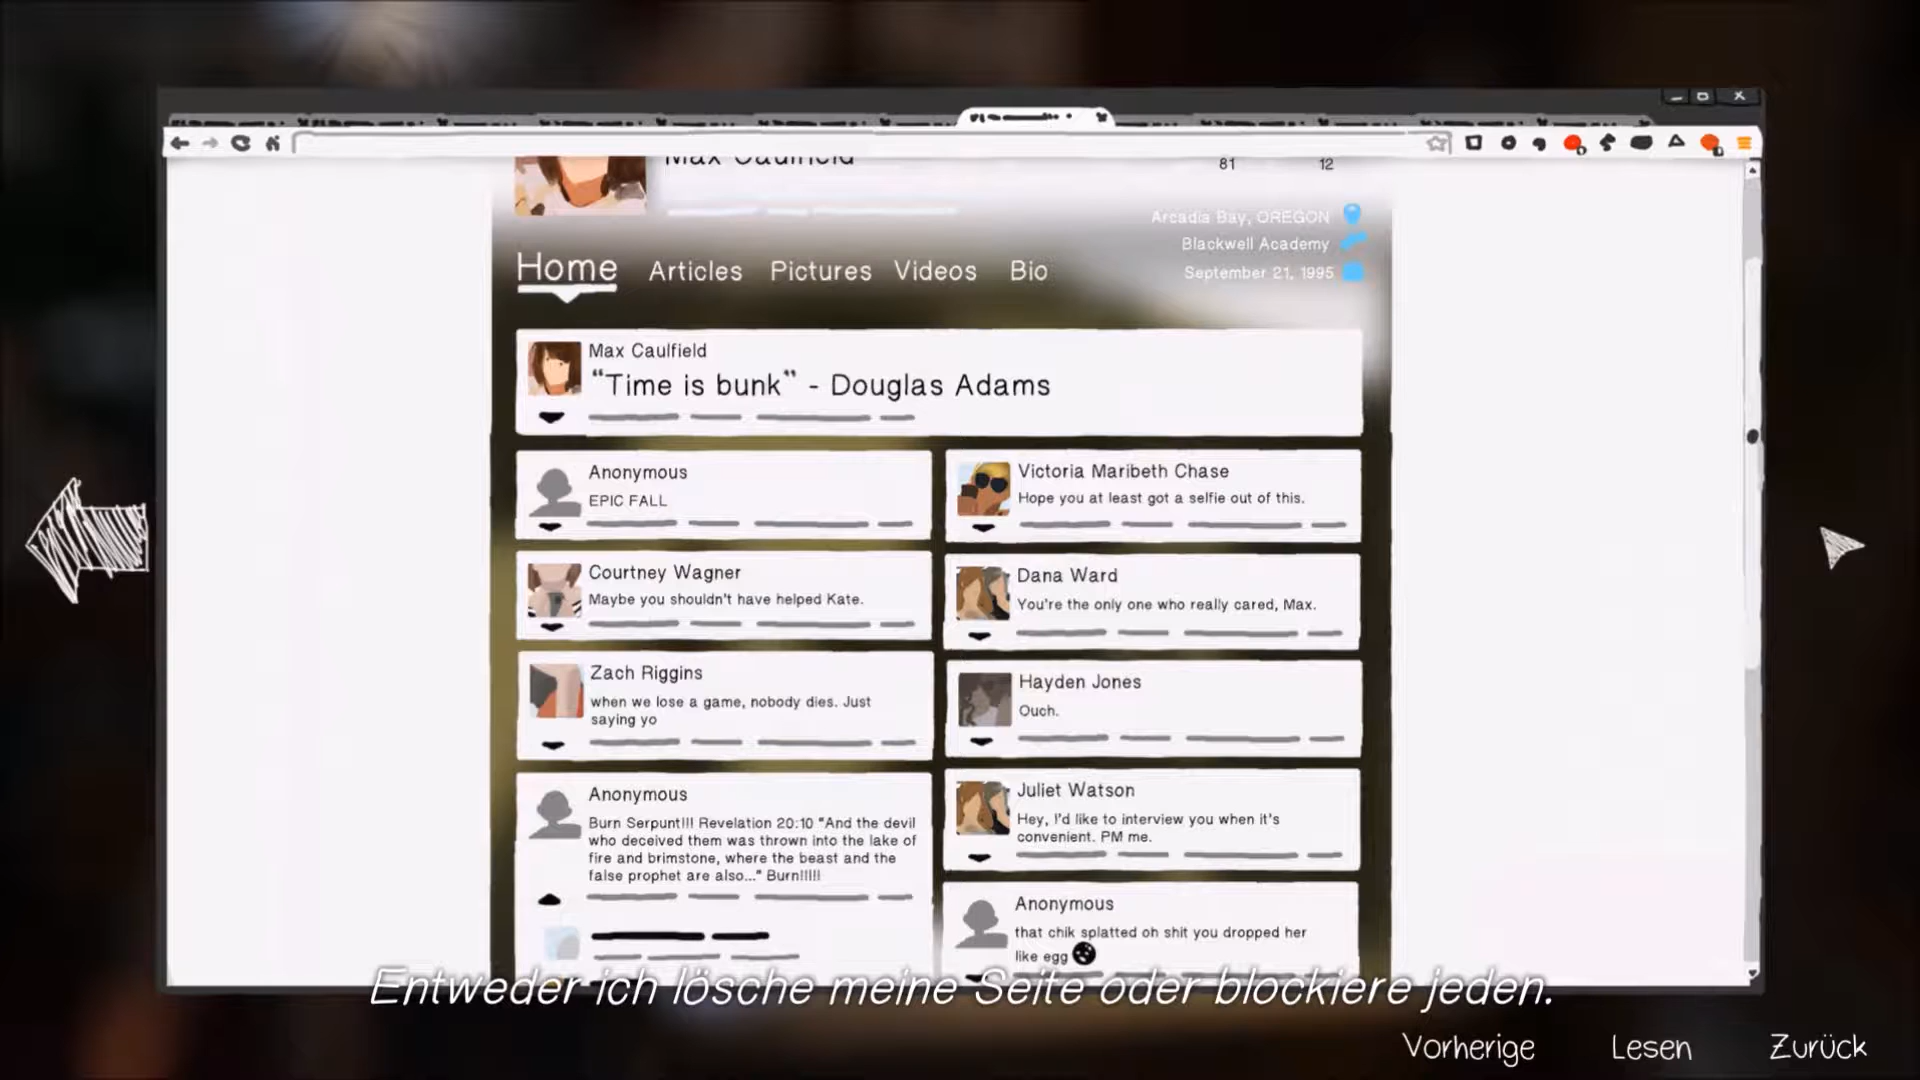 Max Caulfield
81 12
Arcadia Bay, OREGON
Blackwell Academy
September 21, 1995
Home Articles Pictures Videos Bio
Max Caulfield
“Time is bunk” - Douglas Adams
Anonymous
EPIC FALL
Courtney Wagner
Maybe you shouldn't have helped Kate.
Zach Riggins
when we lose a game, nobody dies. Just
saying yo
Anonymous
Burn Serpunt!!! Revelation 20:10 "And the devil
who deceived them was thrown into the lake of
fire and brimstone, where the beast and the
false prophet are also..." Burn!!!!!
Victoria Maribeth Chase
Hope you at least got a selfie out of this.
Dana Ward
You're the only one who really cared, Max.
Hayden Jones
Ouch.
Juliet Watson
Hey, I'd like to interview you when it's
convenient. PM me.
Anonymous
that chik splatted oh shit you dropped her
like egg
Entweder ich lösche meine Seite oder blockiere jeden.
Vorherige Lesen Zurück